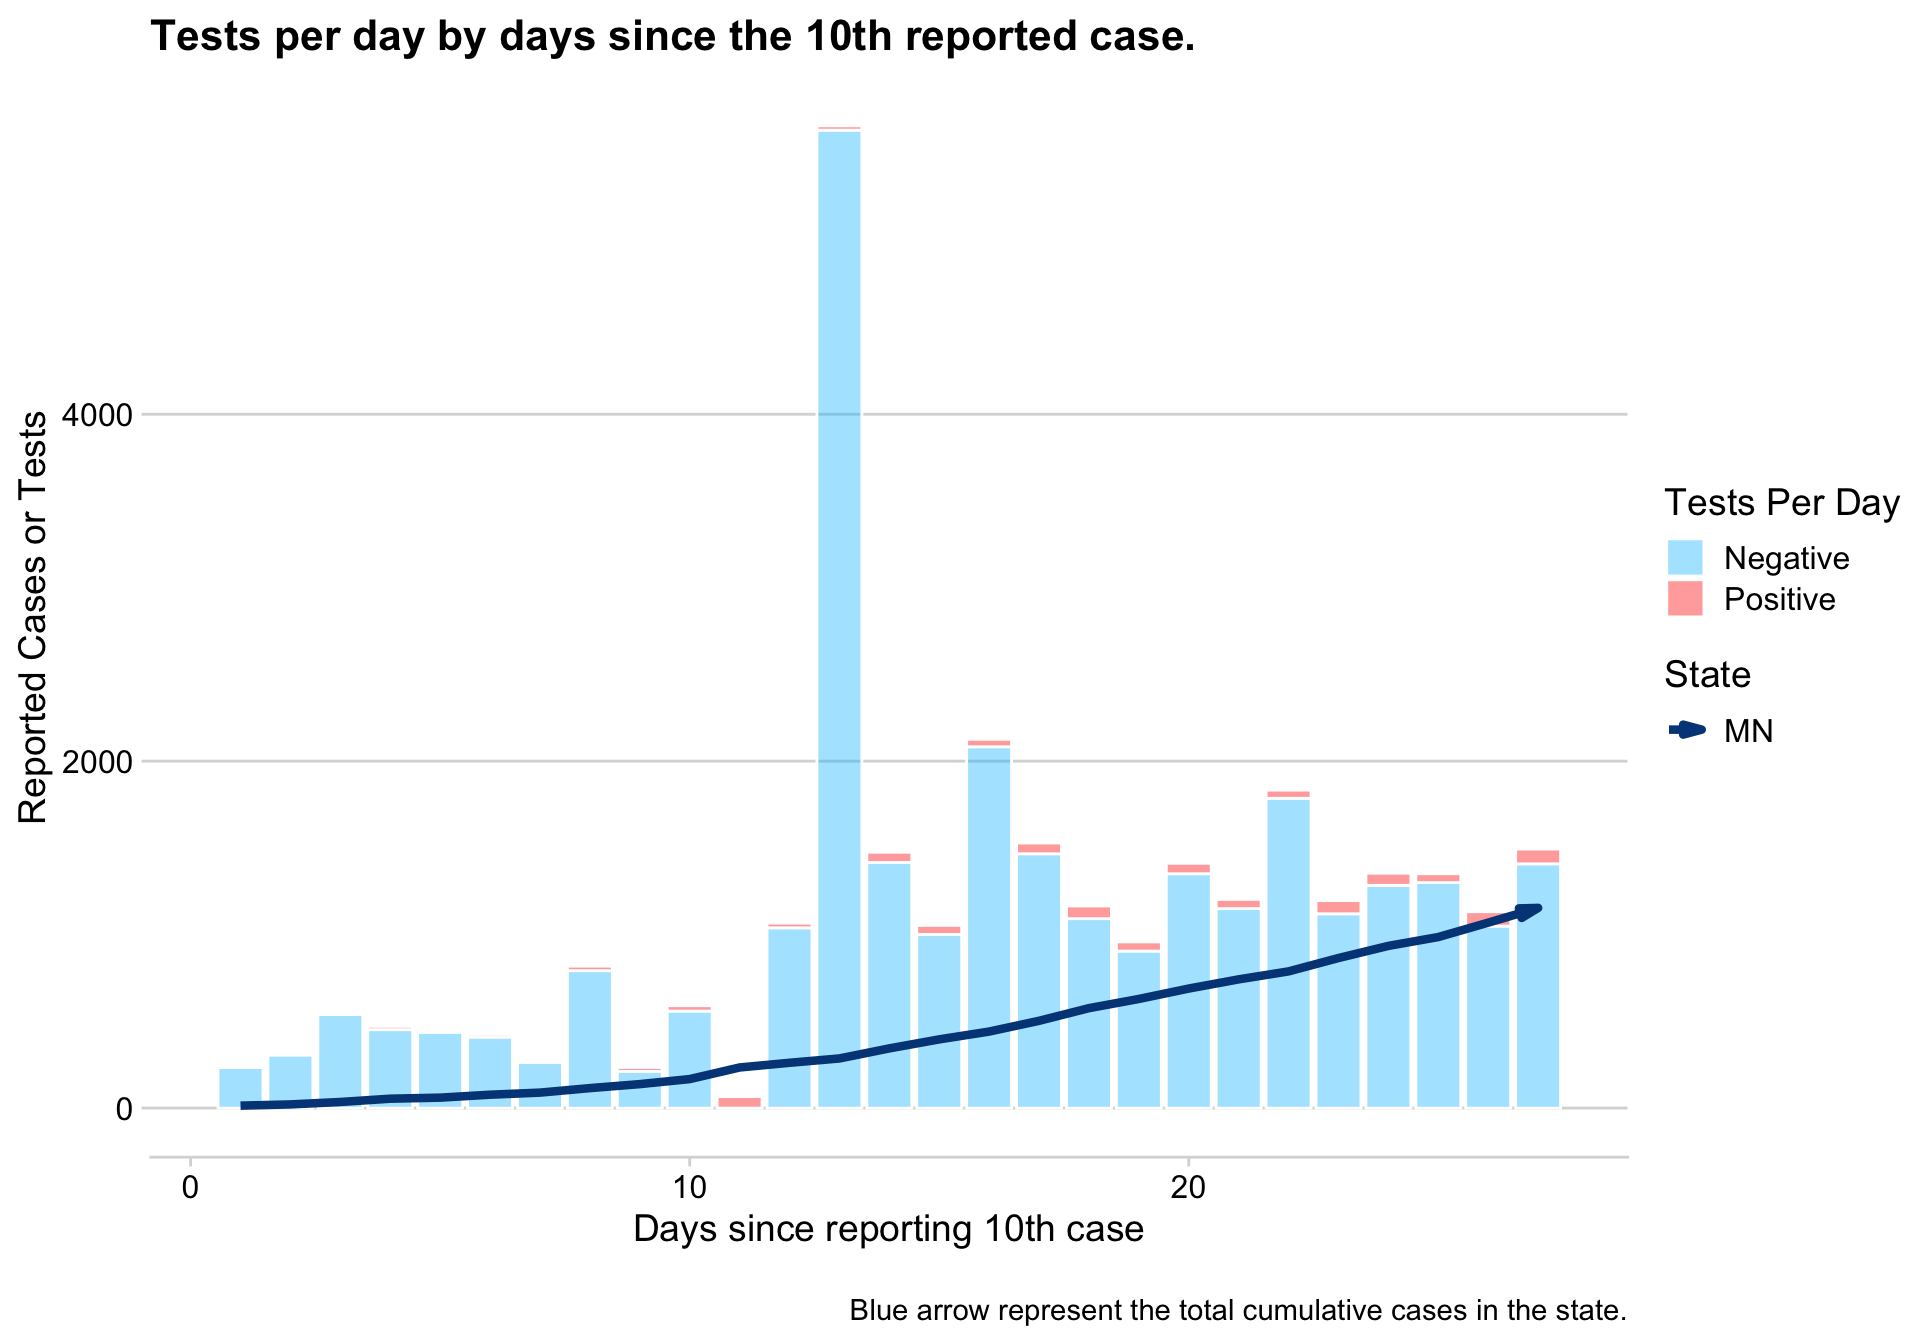 Tests per day by days since the 10th reported case.
Reported Cases or Tests
4000
2000
0
0
10
20
Days since reporting 10th case
Tests Per Day
Negative
Positive
State
MN
Blue arrow represent the total cumulative cases in the state.